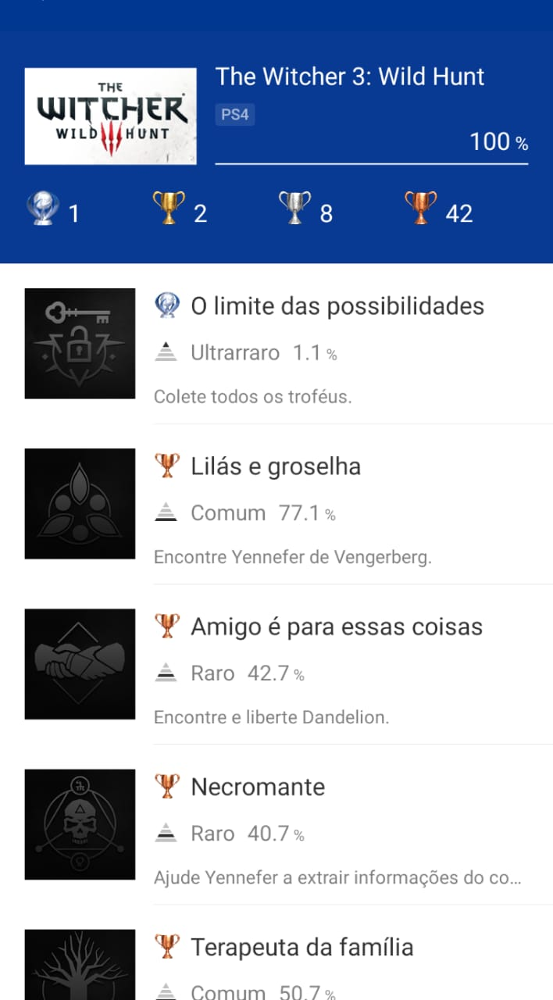 THE
WITCHER
WILD HUNT
The Witcher 3: Wild Hunt
PS4
100 %
1 2 8 42
O limite das possibilidades
Ultrarraro 1.1 %
Colete todos os troféus.
Lilás e groselha
Comum 77.1 %
Encontre Yennefer de Vengerberg.
Amigo é para essas coisas
Raro 42.7 %
Encontre e liberte Dandelion.
Necromante
Raro 40.7 %
Ajude Yennefer a extrair informações do co...
Terapeuta da família
Comum 50.7 %